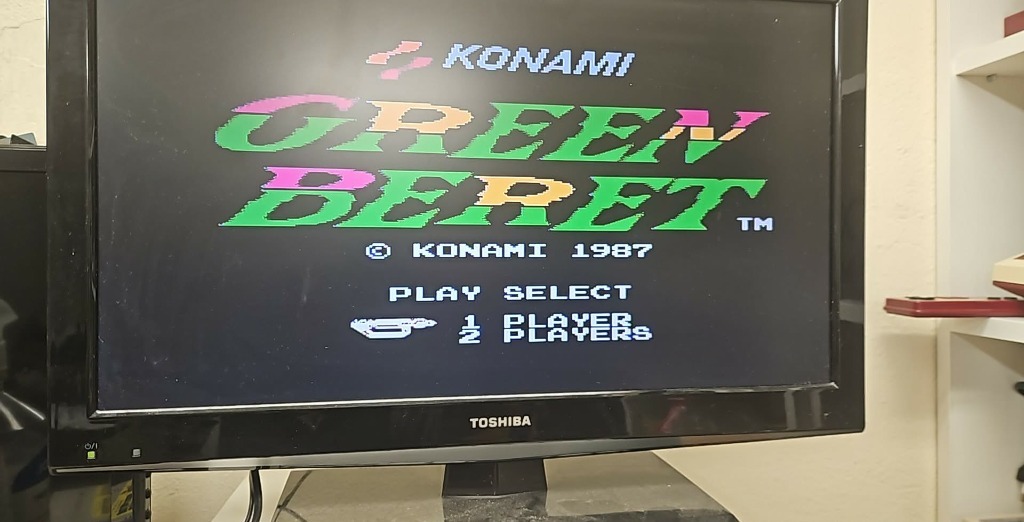 KONAMI
GREEN
BERET TM
© KONAMI 1987
PLAY SELECT
1 PLAYER
2 PLAYERS
TOSHIBA